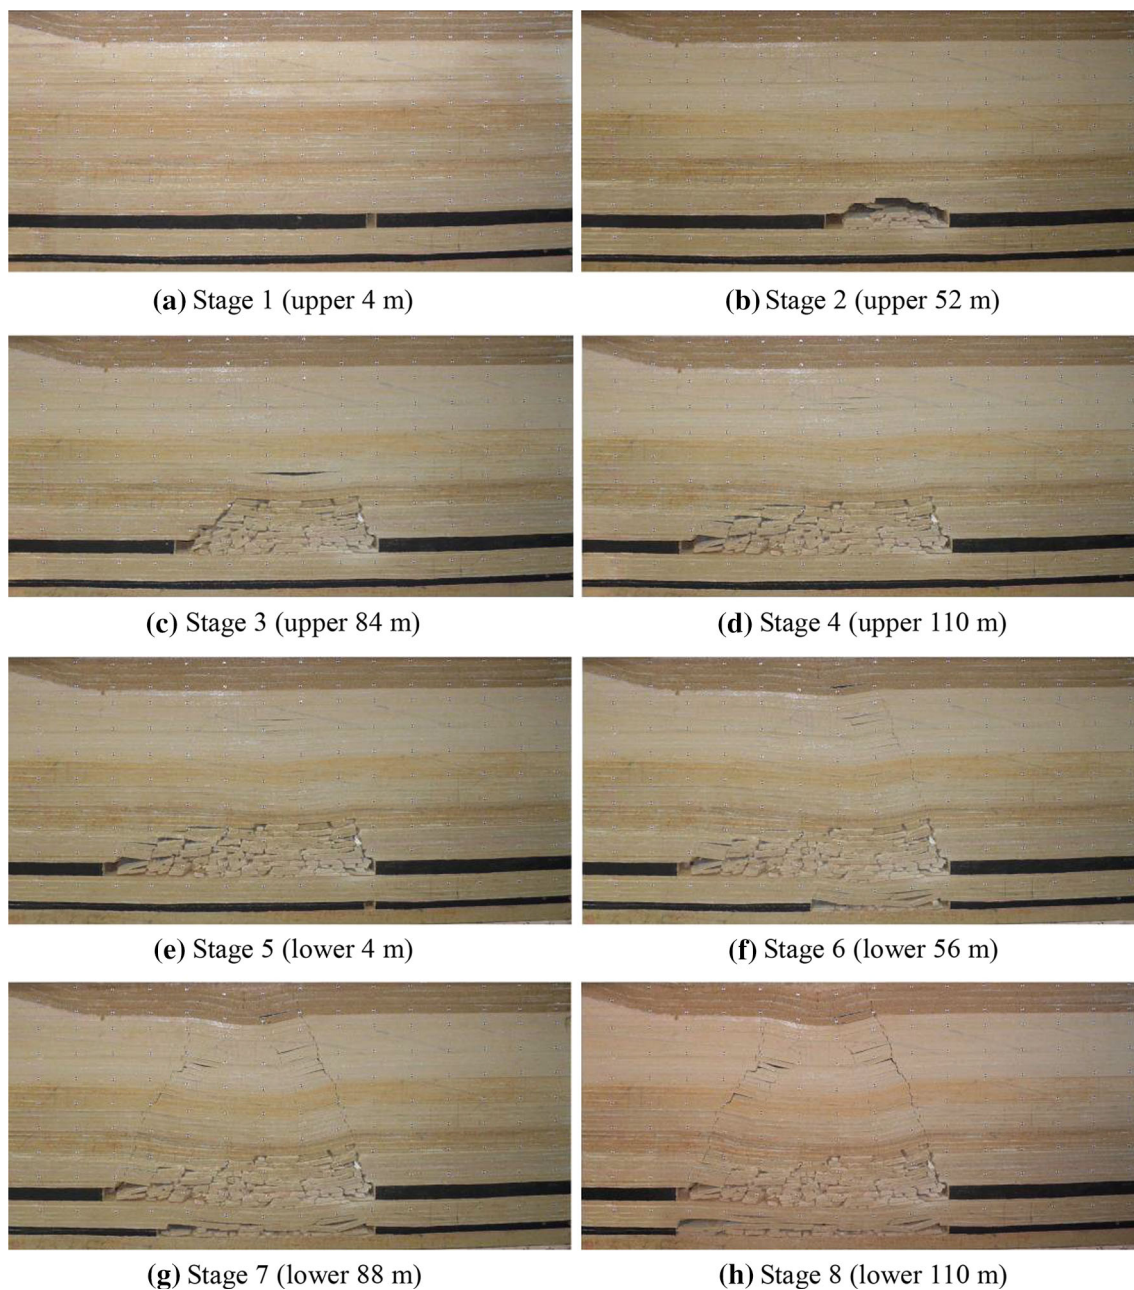 (a) Stage 1 (upper 4 m)
(b) Stage 2 (upper 52 m)
(c) Stage 3 (upper 84 m)
(d) Stage 4 (upper 110 m)
(e) Stage 5 (lower 4 m)
(f) Stage 6 (lower 56 m)
(g) Stage 7 (lower 88 m)
(h) Stage 8 (lower 110 m)